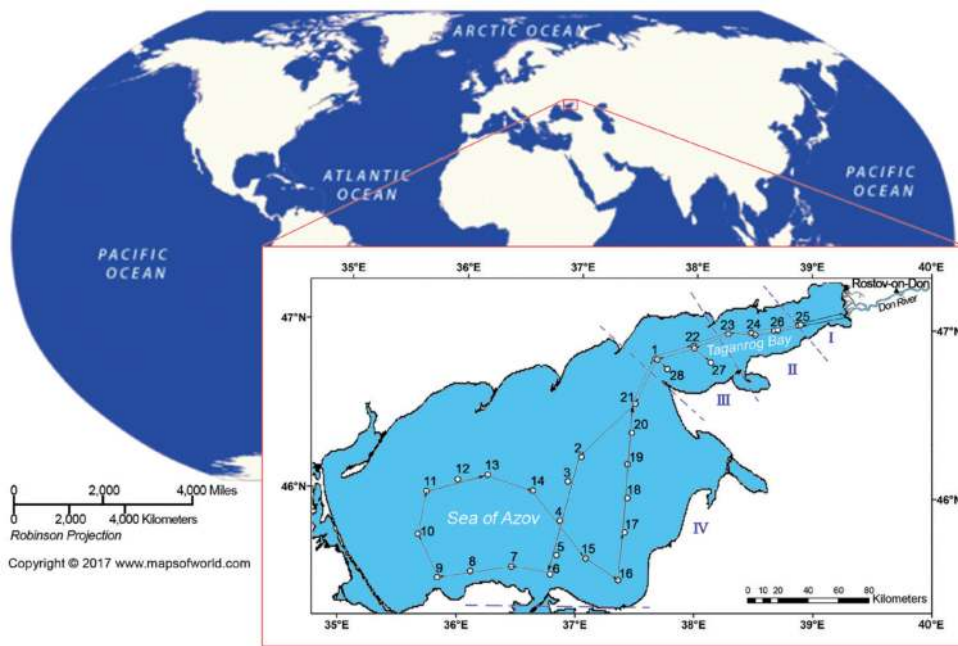 ARCTIC OCEAN
ATLANTIC
OCEAN
PACIFIC
OCEAN
PACIFIC
OCEAN
0 2,000 4,000 Miles
0 2,000 4,000 Kilometers
Robinson Projection
Copyright © 2017 www.mapsofworld.com
35°E 36°E 37°E 38°E 39°E 40°E
47°N
47°N
46°N
46°N
Rostov-on-Don
Don River
Taganrog Bay
Sea of Azov
I
II
III
IV
1
2
3
4
5
6
7
8
9
10
11
12
13
14
15
16
17
18
19
20
21
22
23
24
25
26
27
28
0 10 20 40 60 80
Kilometers
35°E 36°E 37°E 38°E 39°E 40°E